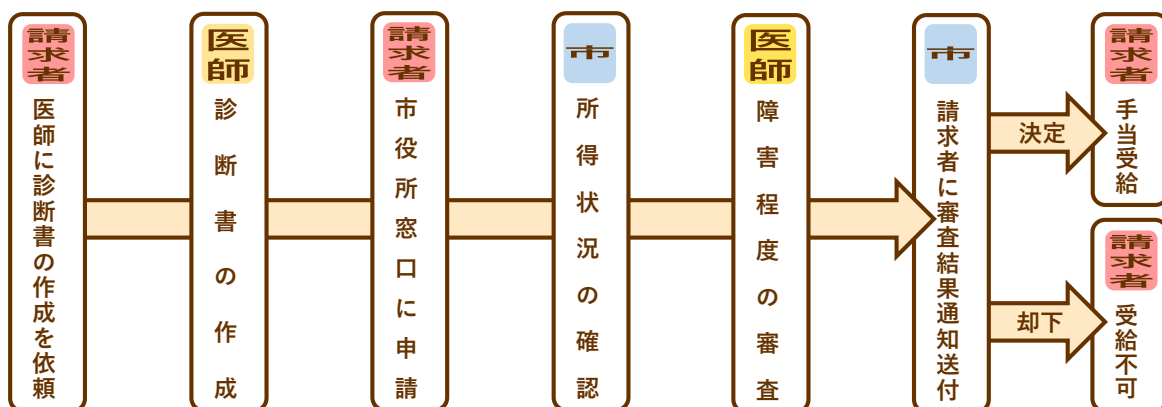 請求者
医師に診断書の作成を依頼
医師
診断書の作成
請求者
市役所窓口に申請
市
所得状況の確認
医師
障害程度の審査
市
請求者に審査結果通知送付
決定
請求者
手当受給
却下
請求者
受給不可